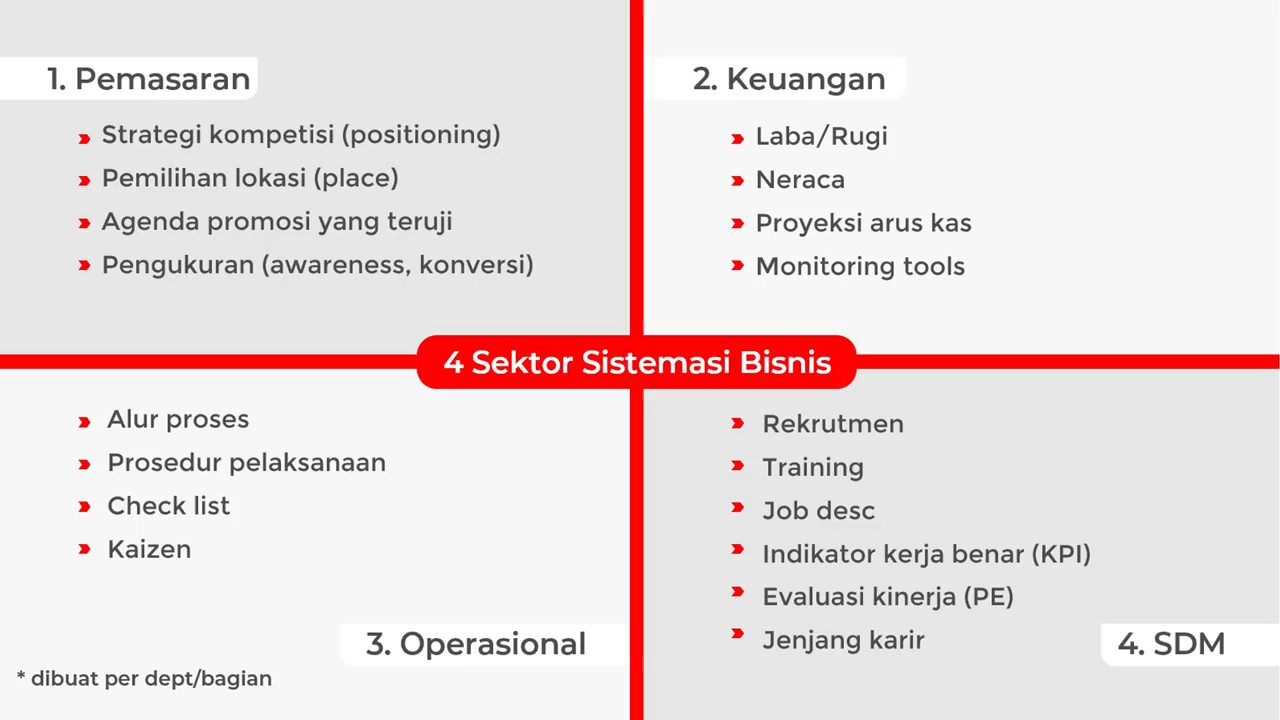 1. Pemasaran
Strategi kompetisi (positioning)
Pemilihan lokasi (place)
Agenda promosi yang teruji
Pengukuran (awareness, konversi)
2. Keuangan
Laba/Rugi
Neraca
Proyeksi arus kas
Monitoring tools
4 Sektor Sistemasi Bisnis
Alur proses
Prosedur pelaksanaan
Check list
Kaizen
3. Operasional
* dibuat per dept/bagian
Rekrutmen
Training
Job desc
Indikator kerja benar (KPI)
Evaluasi kinerja (PE)
Jenjang karir
4. SDM